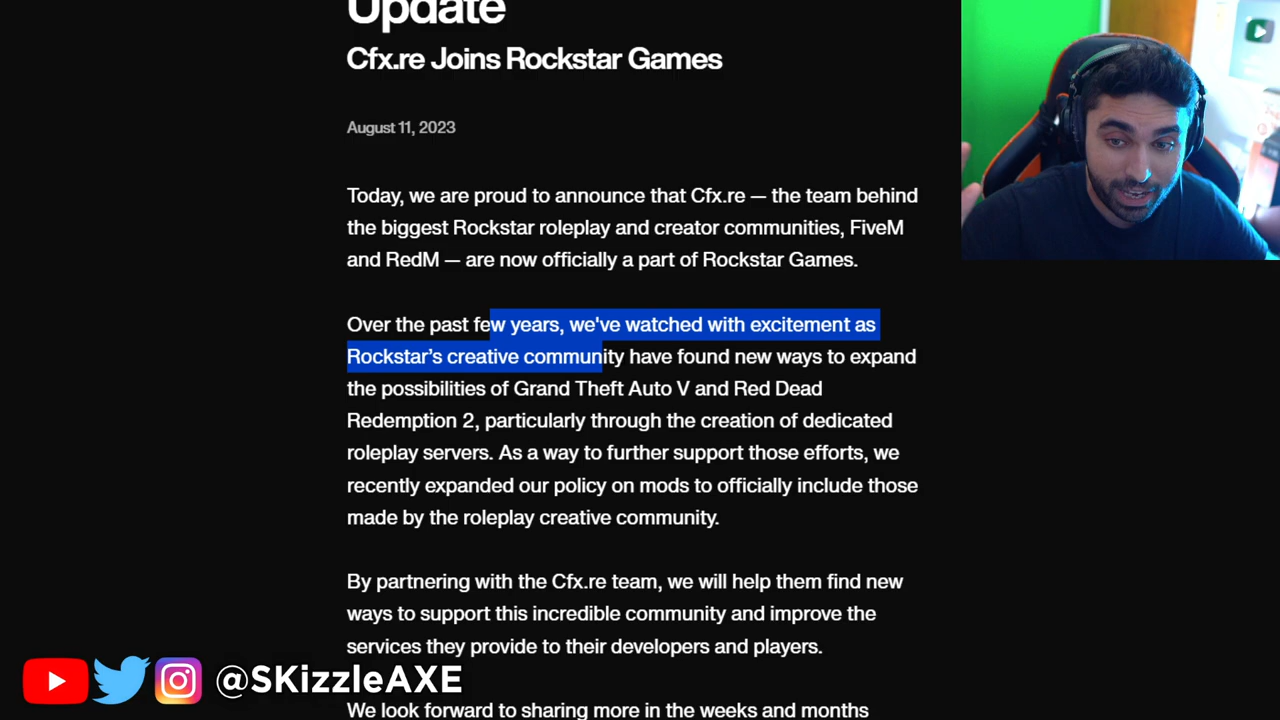 Update
Cfx.re Joins Rockstar Games
August 11, 2023
Today, we are proud to announce that Cfx.re — the team behind
the biggest Rockstar roleplay and creator communities, FiveM
and RedM — are now officially a part of Rockstar Games.
Over the past few years, we've watched with excitement as
Rockstar’s creative community have found new ways to expand
the possibilities of Grand Theft Auto V and Red Dead
Redemption 2, particularly through the creation of dedicated
roleplay servers. As a way to further support those efforts, we
recently expanded our policy on mods to officially include those
made by the roleplay creative community.
By partnering with the Cfx.re team, we will help them find new
ways to support this incredible community and improve the
services they provide to their developers and players.
We look forward to sharing more in the weeks and months
@SKizzleAXE